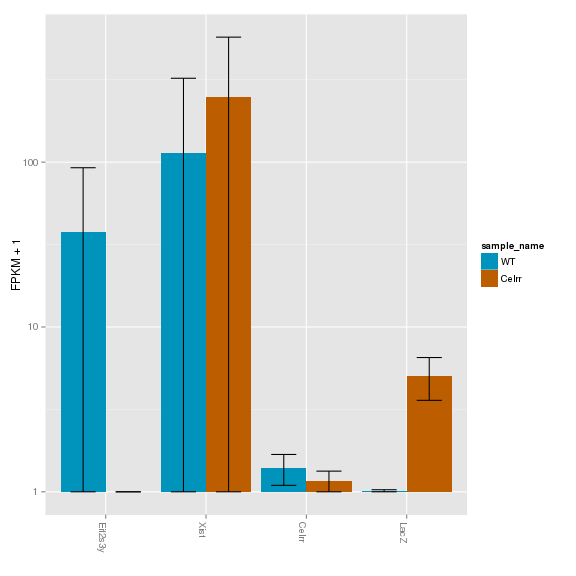 FPKM + 1
100
10
1
Eif2s3y
Xist
Celrr
LacZ
sample_name
WT
Celrr